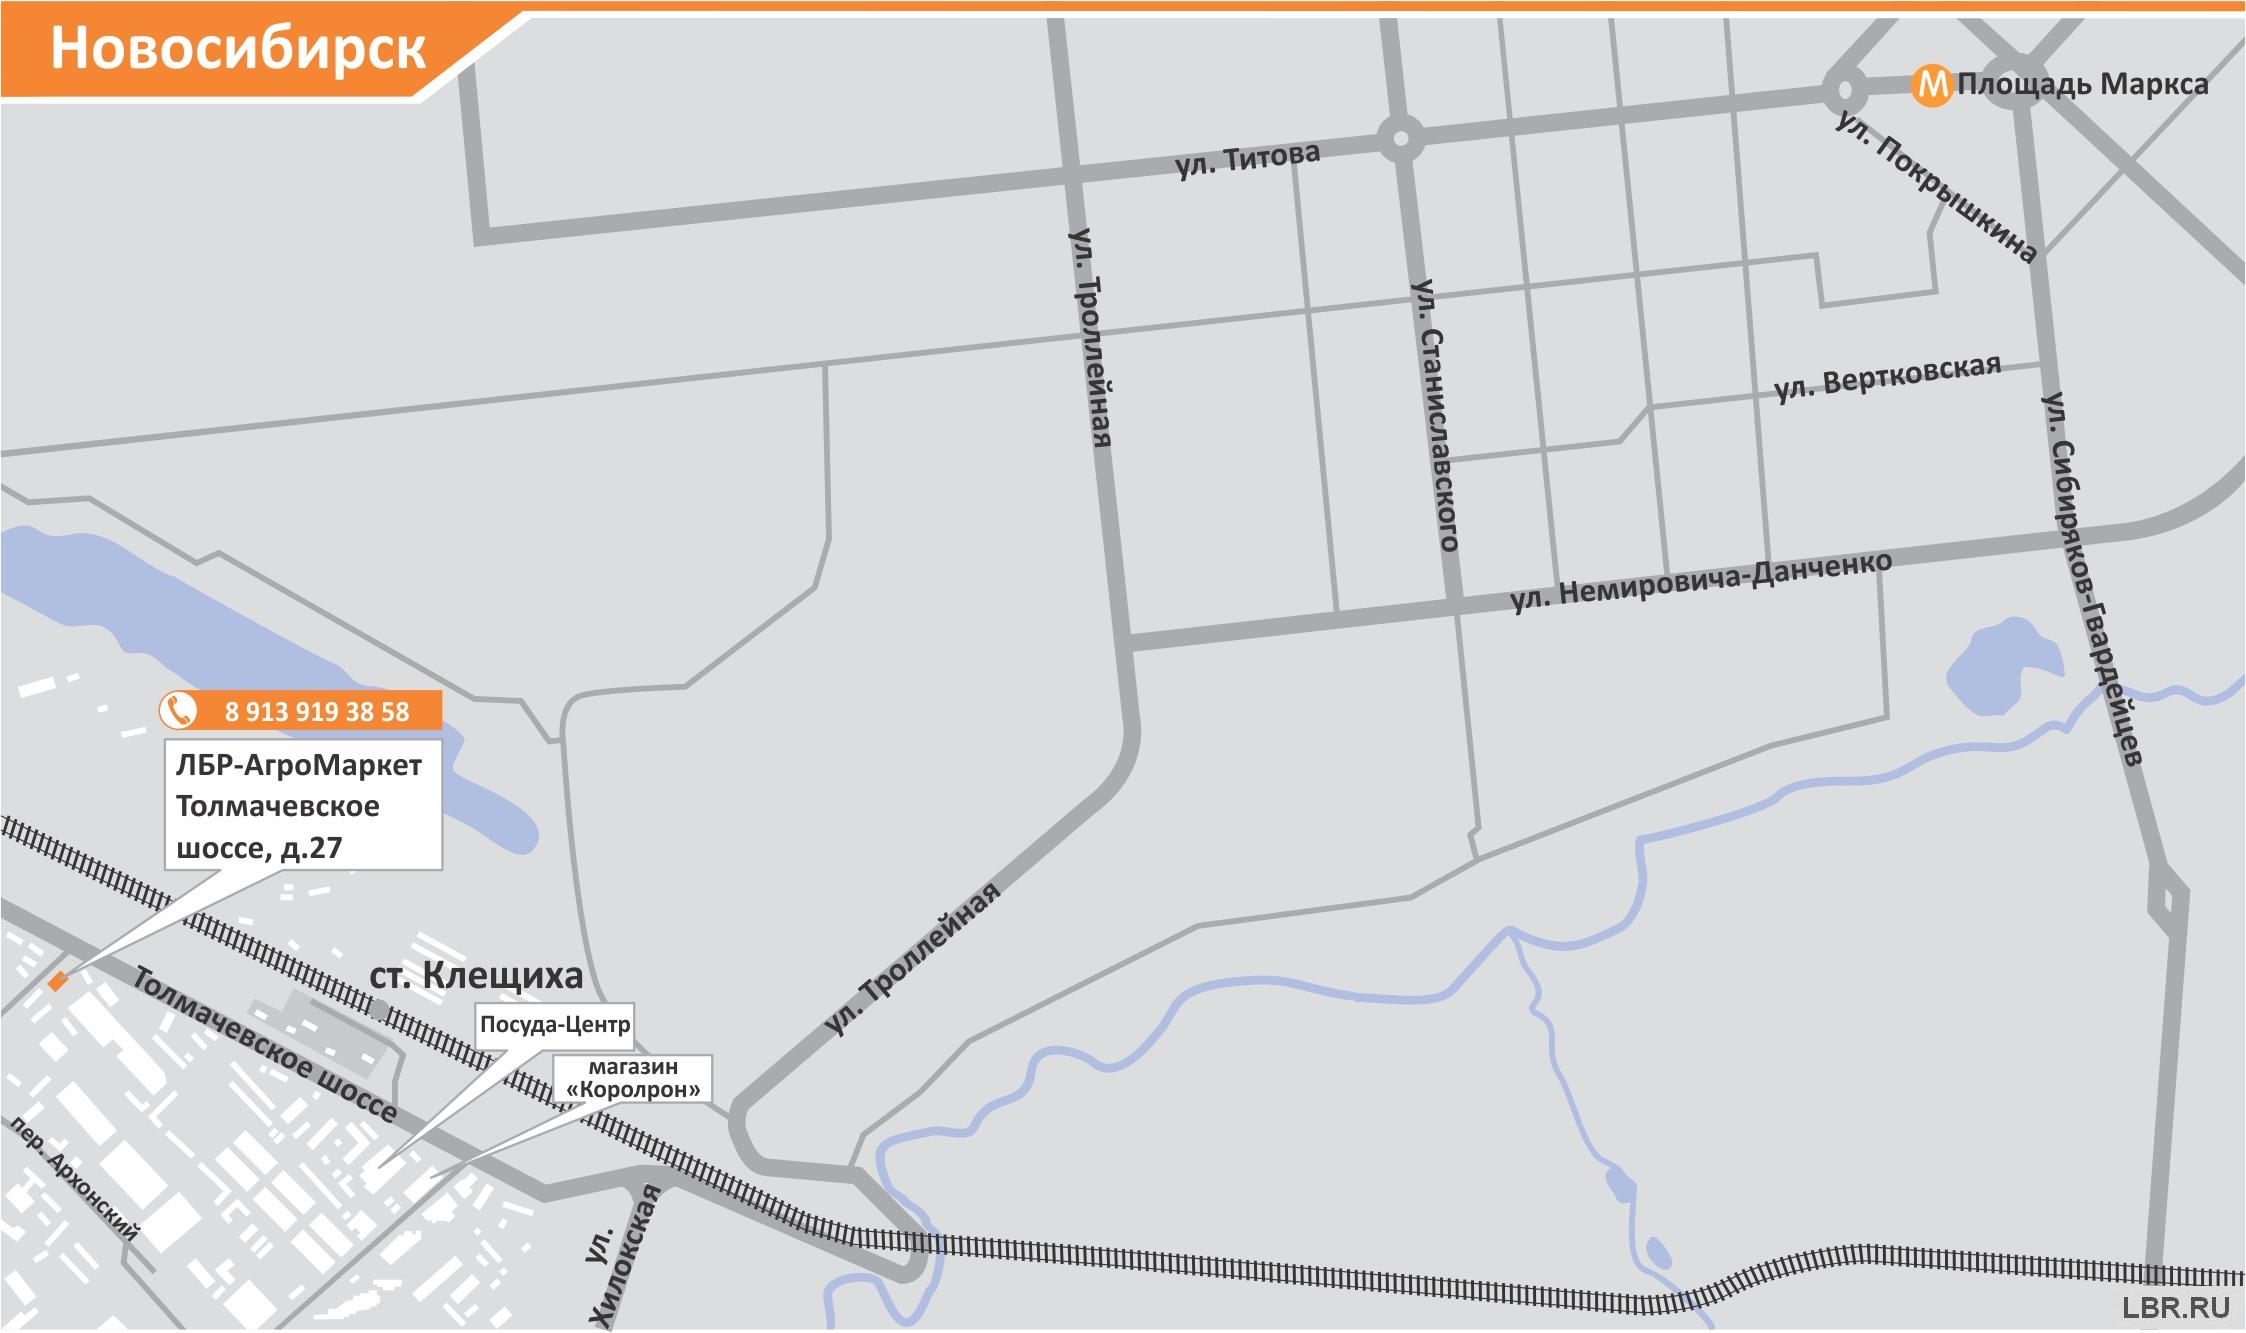 Новосибирск
Площадь Маркса
ул. Титова
ул. Покрышкина
ул. Троллейная
ул. Станиславского
ул. Вертковская
ул. Сибиряков-Гвардейцев
ул. Немировича-Данченко
8 913 919 38 58
ЛБР-АгроМаркет
Толмачевское
шоссе, д.27
ул. Троллейная
ст. Клещиха
Толмачевское шоссе
Посуда-Центр
магазин
«Королрон»
пер. Архонский
ул.
Хилокская
LBR.RU